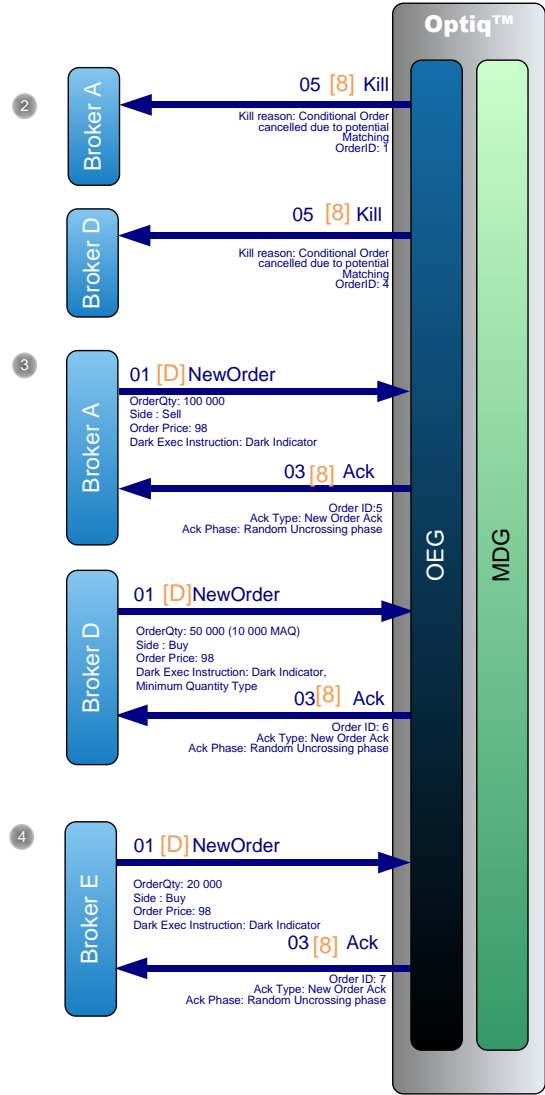 Optiq™
05 [8] Kill
2
Broker A
Kill reason: Conditional Order
cancelled due to potential
Matching
OrderID: 1
05 [8] Kill
Broker D
Kill reason: Conditional Order
cancelled due to potential
Matching
OrderID: 4
3
Broker A
01 [D] NewOrder
OrderQty: 100 000
Side : Sell
Order Price: 98
Dark Exec Instruction: Dark Indicator
03 [8] Ack
Order ID:5
Ack Type: New Order Ack
Ack Phase: Random Uncrossing phase
OEG
MDG
Broker D
01 [D] NewOrder
OrderQty: 50 000 (10 000 MAQ)
Side : Buy
Order Price: 98
Dark Exec Instruction: Dark Indicator,
Minimum Quantity Type
03 [8] Ack
Order ID: 6
Ack Type: New Order Ack
Ack Phase: Random Uncrossing phase
4
Broker E
01 [D] NewOrder
OrderQty: 20 000
Side : Buy
Order Price: 98
Dark Exec Instruction: Dark Indicator
03 [8] Ack
Order ID: 7
Ack Type: New Order Ack
Ack Phase: Random Uncrossing phase